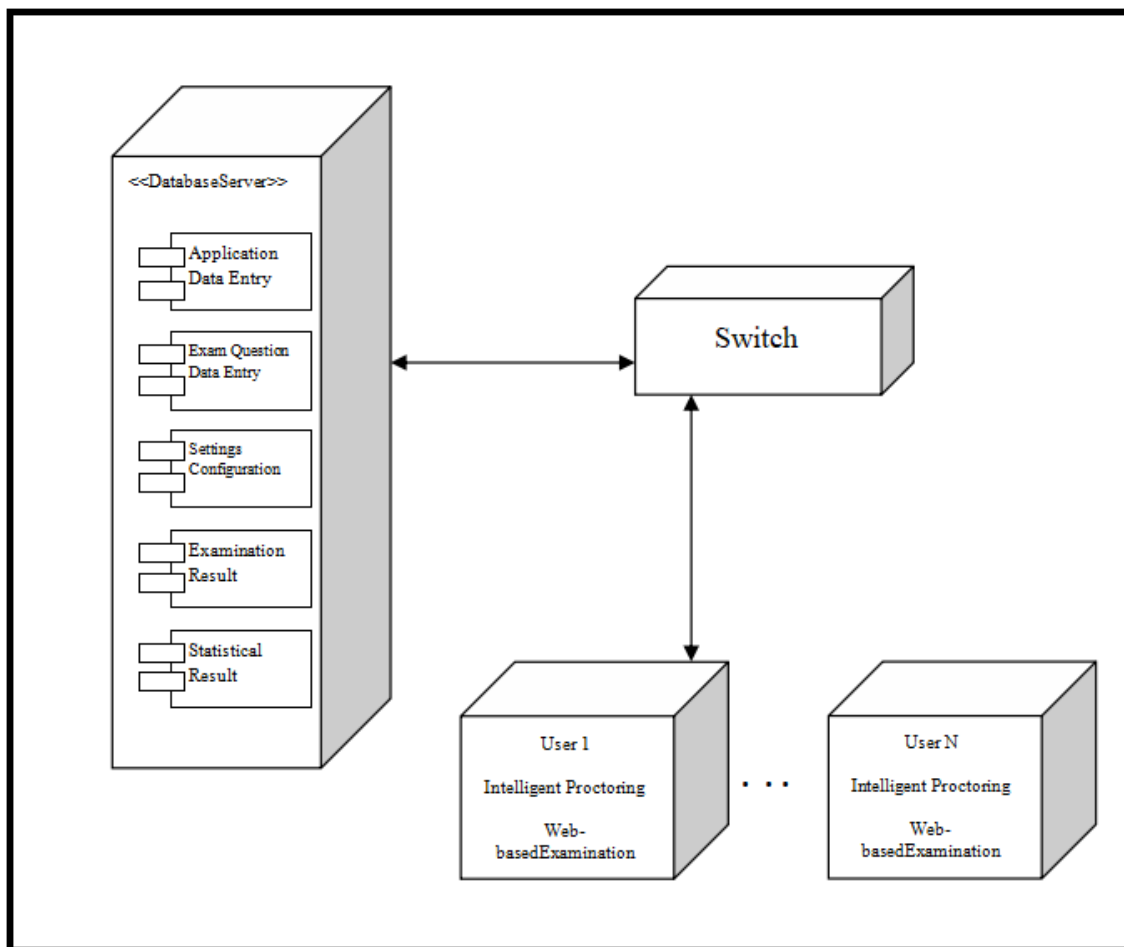 <<DatabaseServer>>
Application
Data Entry
Exam Question
Data Entry
Settings
Configuration
Examination
Result
Statistical
Result
Switch
User 1
Intelligent Proctoring
Web-
basedExamination
. . .
User N
Intelligent Proctoring
Web-
basedExamination